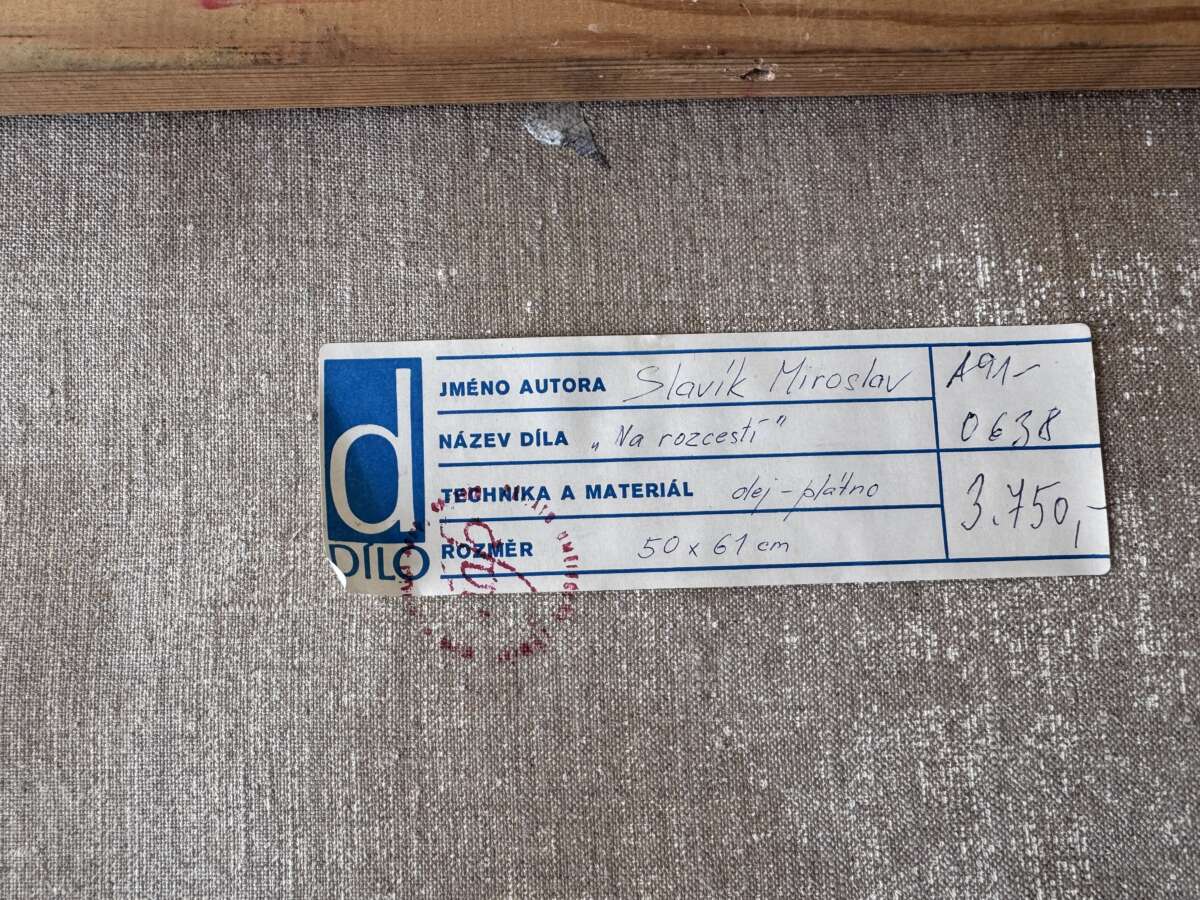 d
DÍLO
JMÉNO AUTORA Slavík Miroslav
NÁZEV DÍLA „Na rozcestí"
TECHNIKA A MATERIÁL olej - plátno
ROZMĚR 50 x 61 cm
A91-
0638
3.750,-